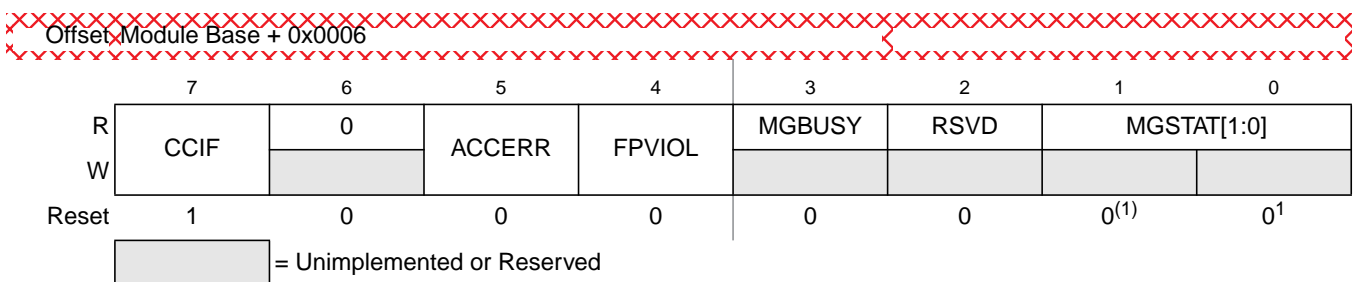 Offset Module Base + 0x0006
7 6 5 4 3 2 1 0
R CCIF 0 ACCERR FPVIOL MGBUSY RSVD MGSTAT[1:0]
W
Reset 1 0 0 0 0 0 0(1) 01
= Unimplemented or Reserved